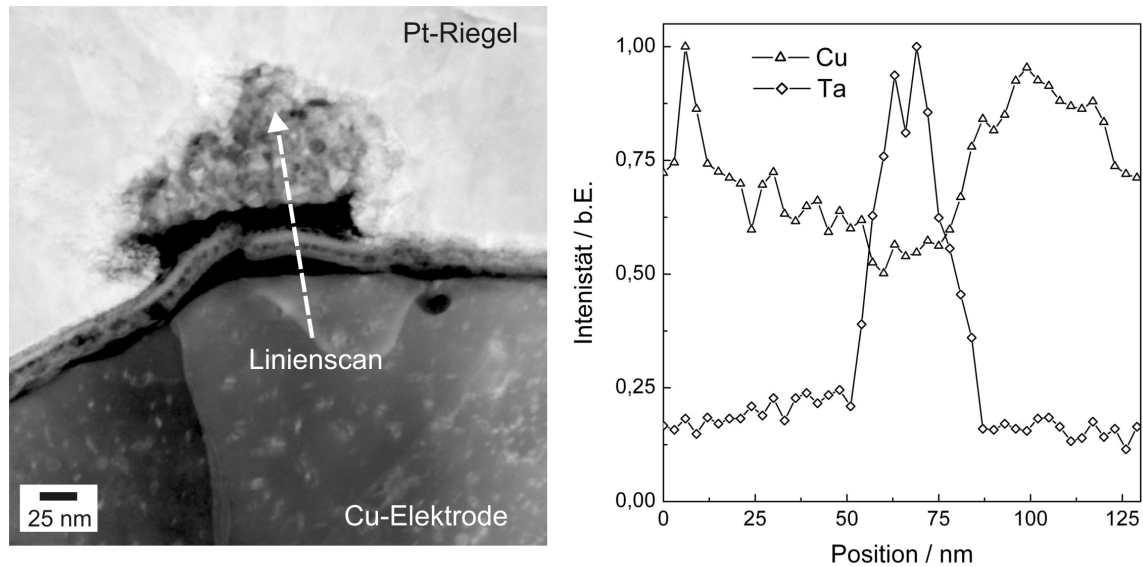 Pt-Riegel
Linienscan
Cu-Elektrode
25 nm
Cu
Ta
Intenistät / b.E.
1,00
0,75
0,50
0,25
0,00
0
25
50
75
100
125
Position / nm